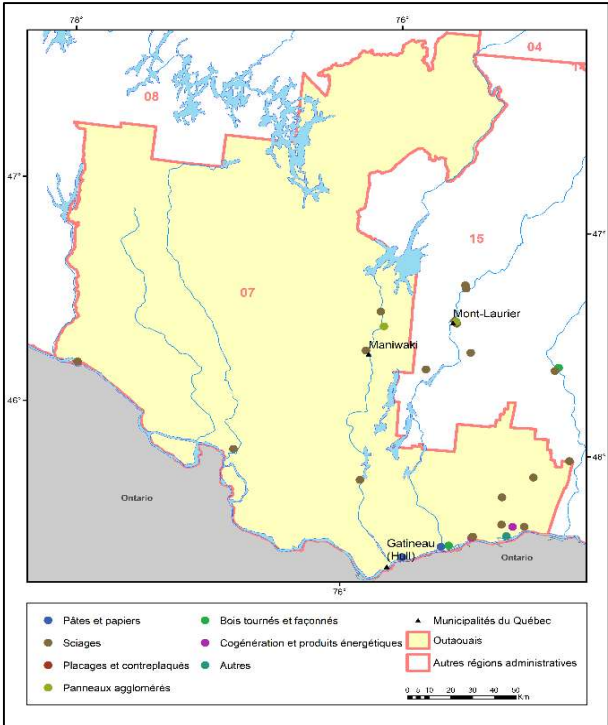 78°
76°
04
08
47°
47°
15
07
Mont-Laurier
Maniwaki
46°
46°
Ontario
Gatineau
(Hull)
Ontario
76°
Pâtes et papiers
Sciages
Placages et contreplaqués
Panneaux agglomérés
Bois tournés et façonnés
Cogénération et produits énergétiques
Autres
Municipalités du Québec
Outaouais
Autres régions administratives
0 5 10 20 30 40 50
Km